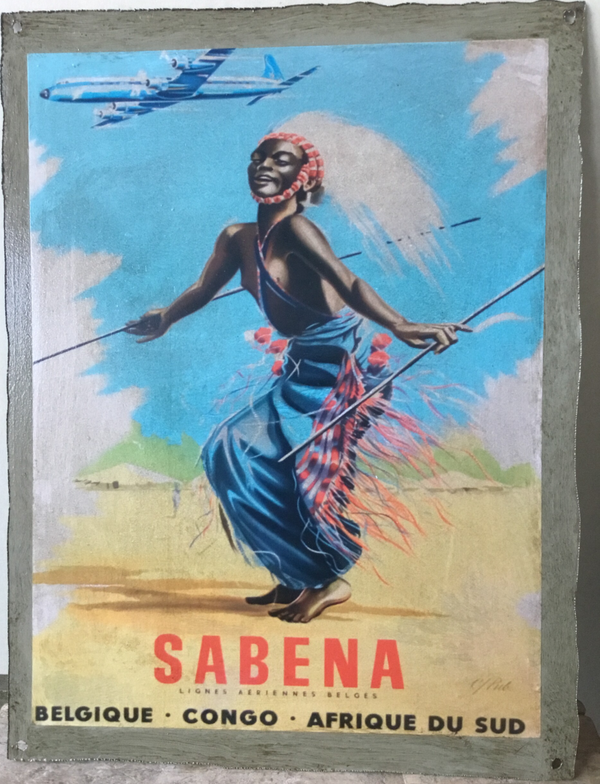 SABENA
LIGNES AÉRIENNES BELGES
BELGIQUE · CONGO · AFRIQUE DU SUD